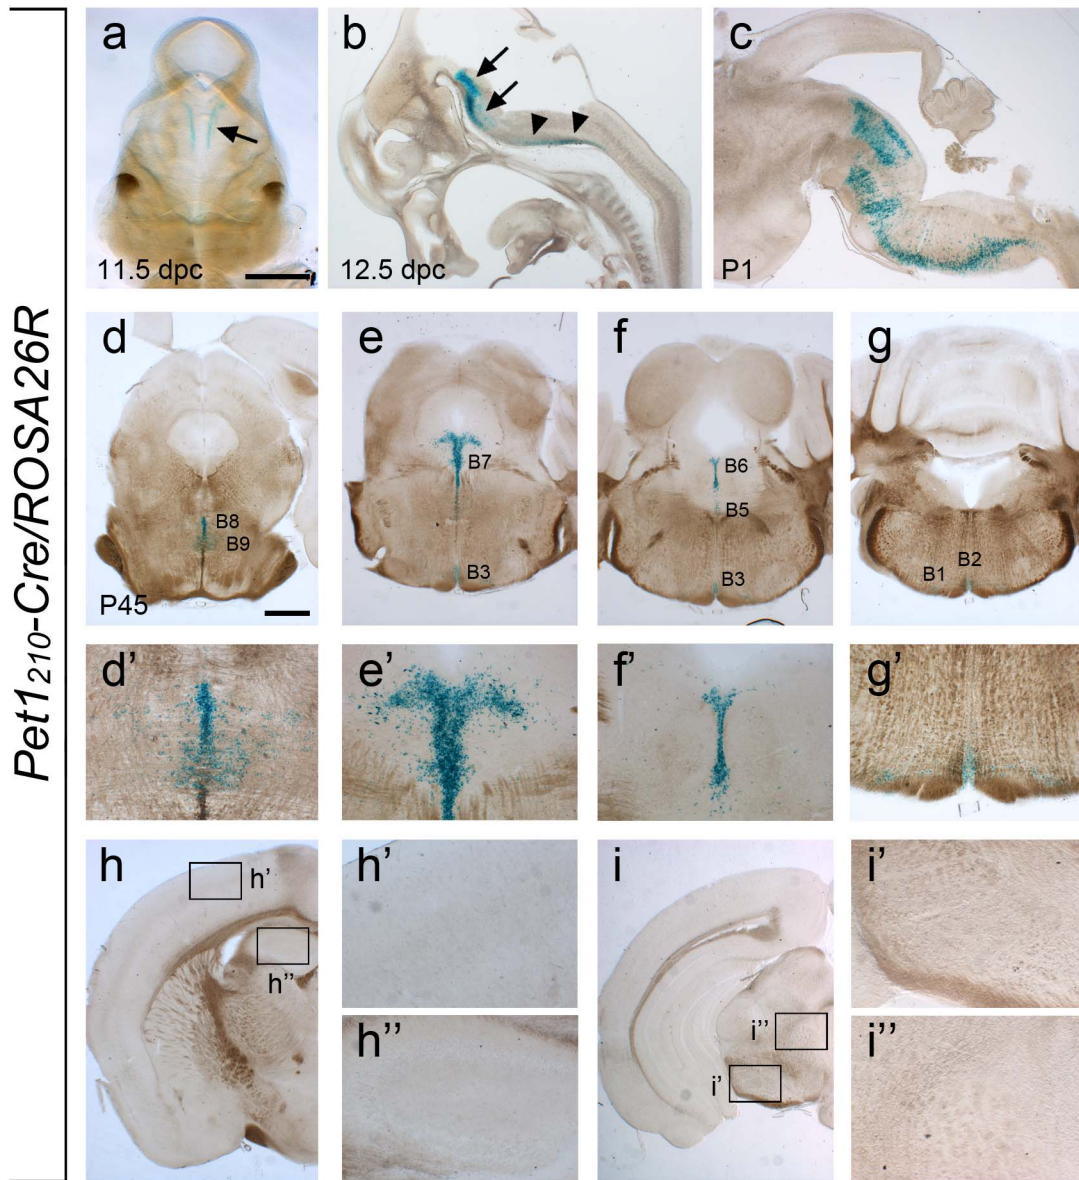 Pet1₂₁₀-Cre/ROSA26R
a
11.5 dpc
b
12.5 dpc
c
P1
d
B8
B9
P45
e
B7
B3
f
B6
B5
B3
g
B2
B1
d’
e’
f’
g’
h
h’
h’’
h’
h’’
i
i’’
i’
i’
i’’